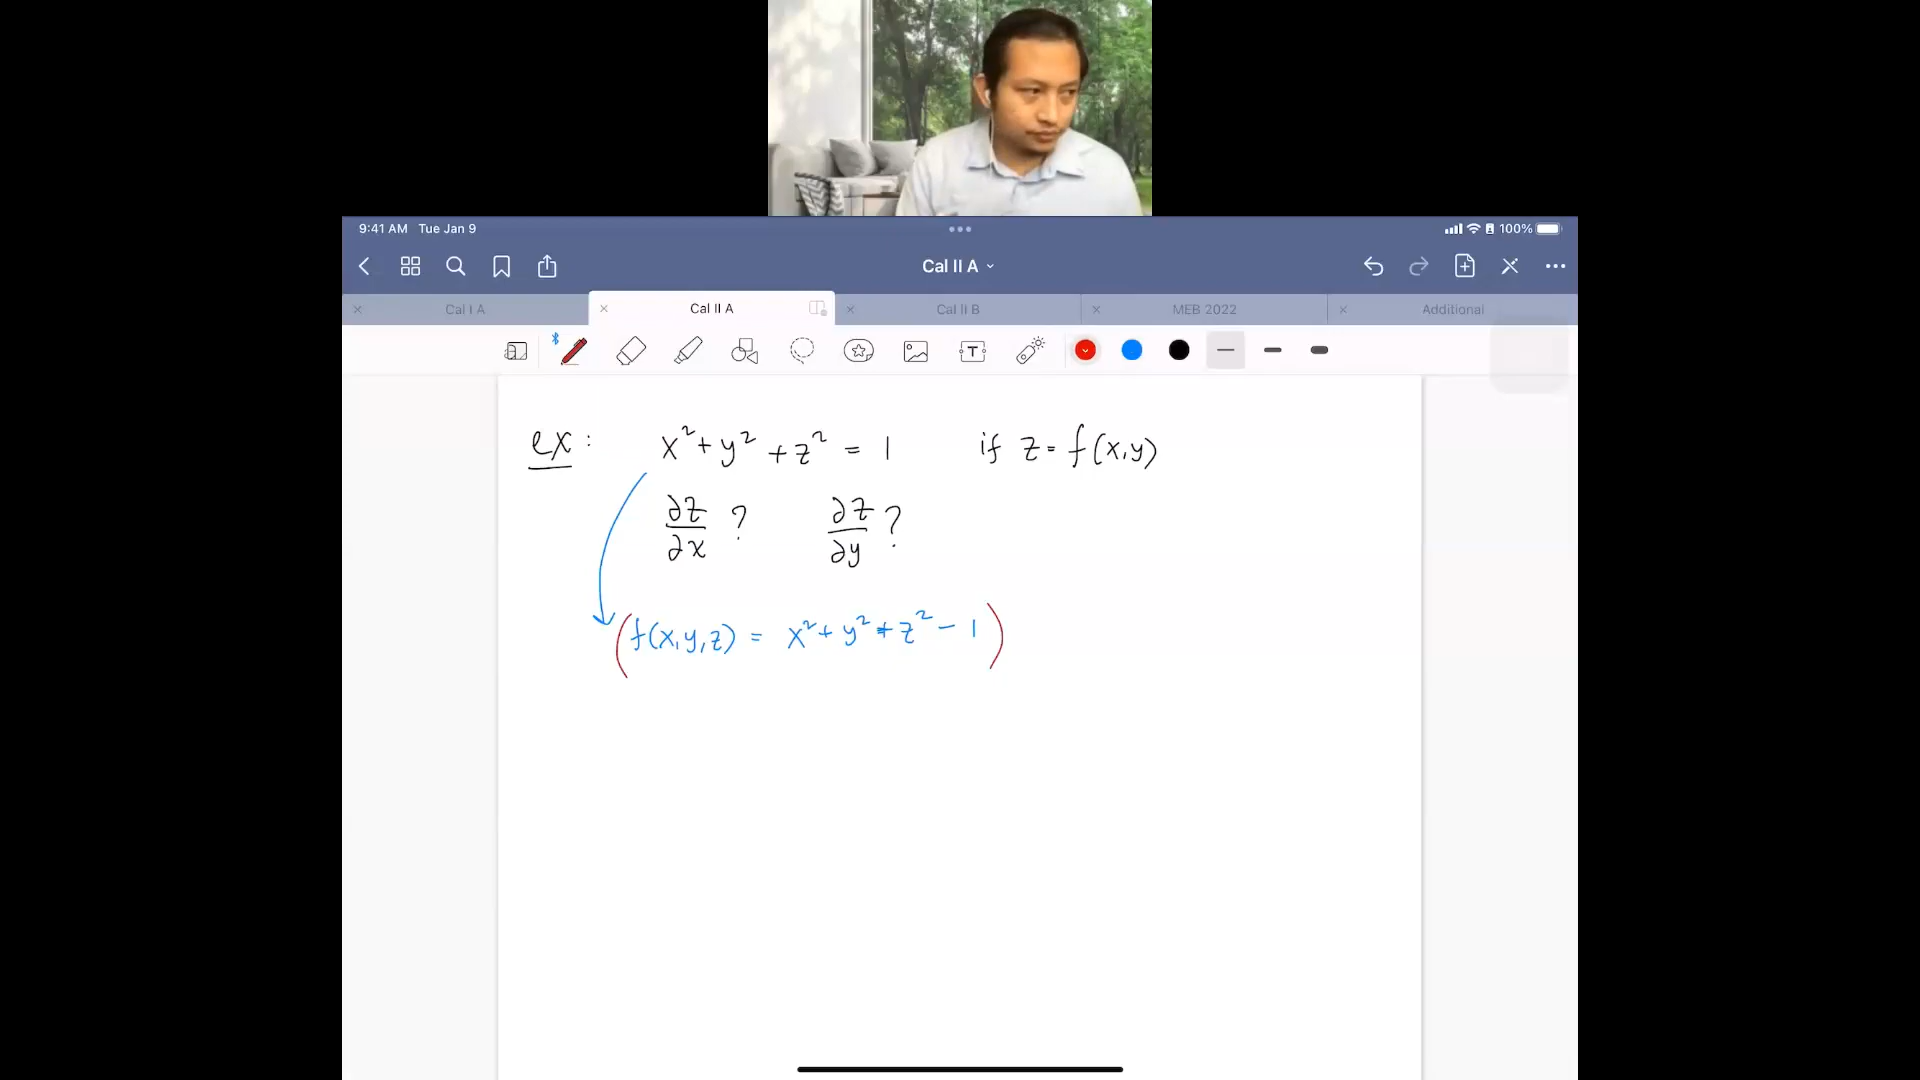 9:41 AM Tue Jan 9 100%
Cal II A
Cal I A Cal II A Cal II B MEB 2022 Additional
T
ex: x² + y² + z² = 1 if z = f(x,y)
∂z/∂x ? ∂z/∂y ?
(f(x,y,z) = x² + y² + z² − 1)